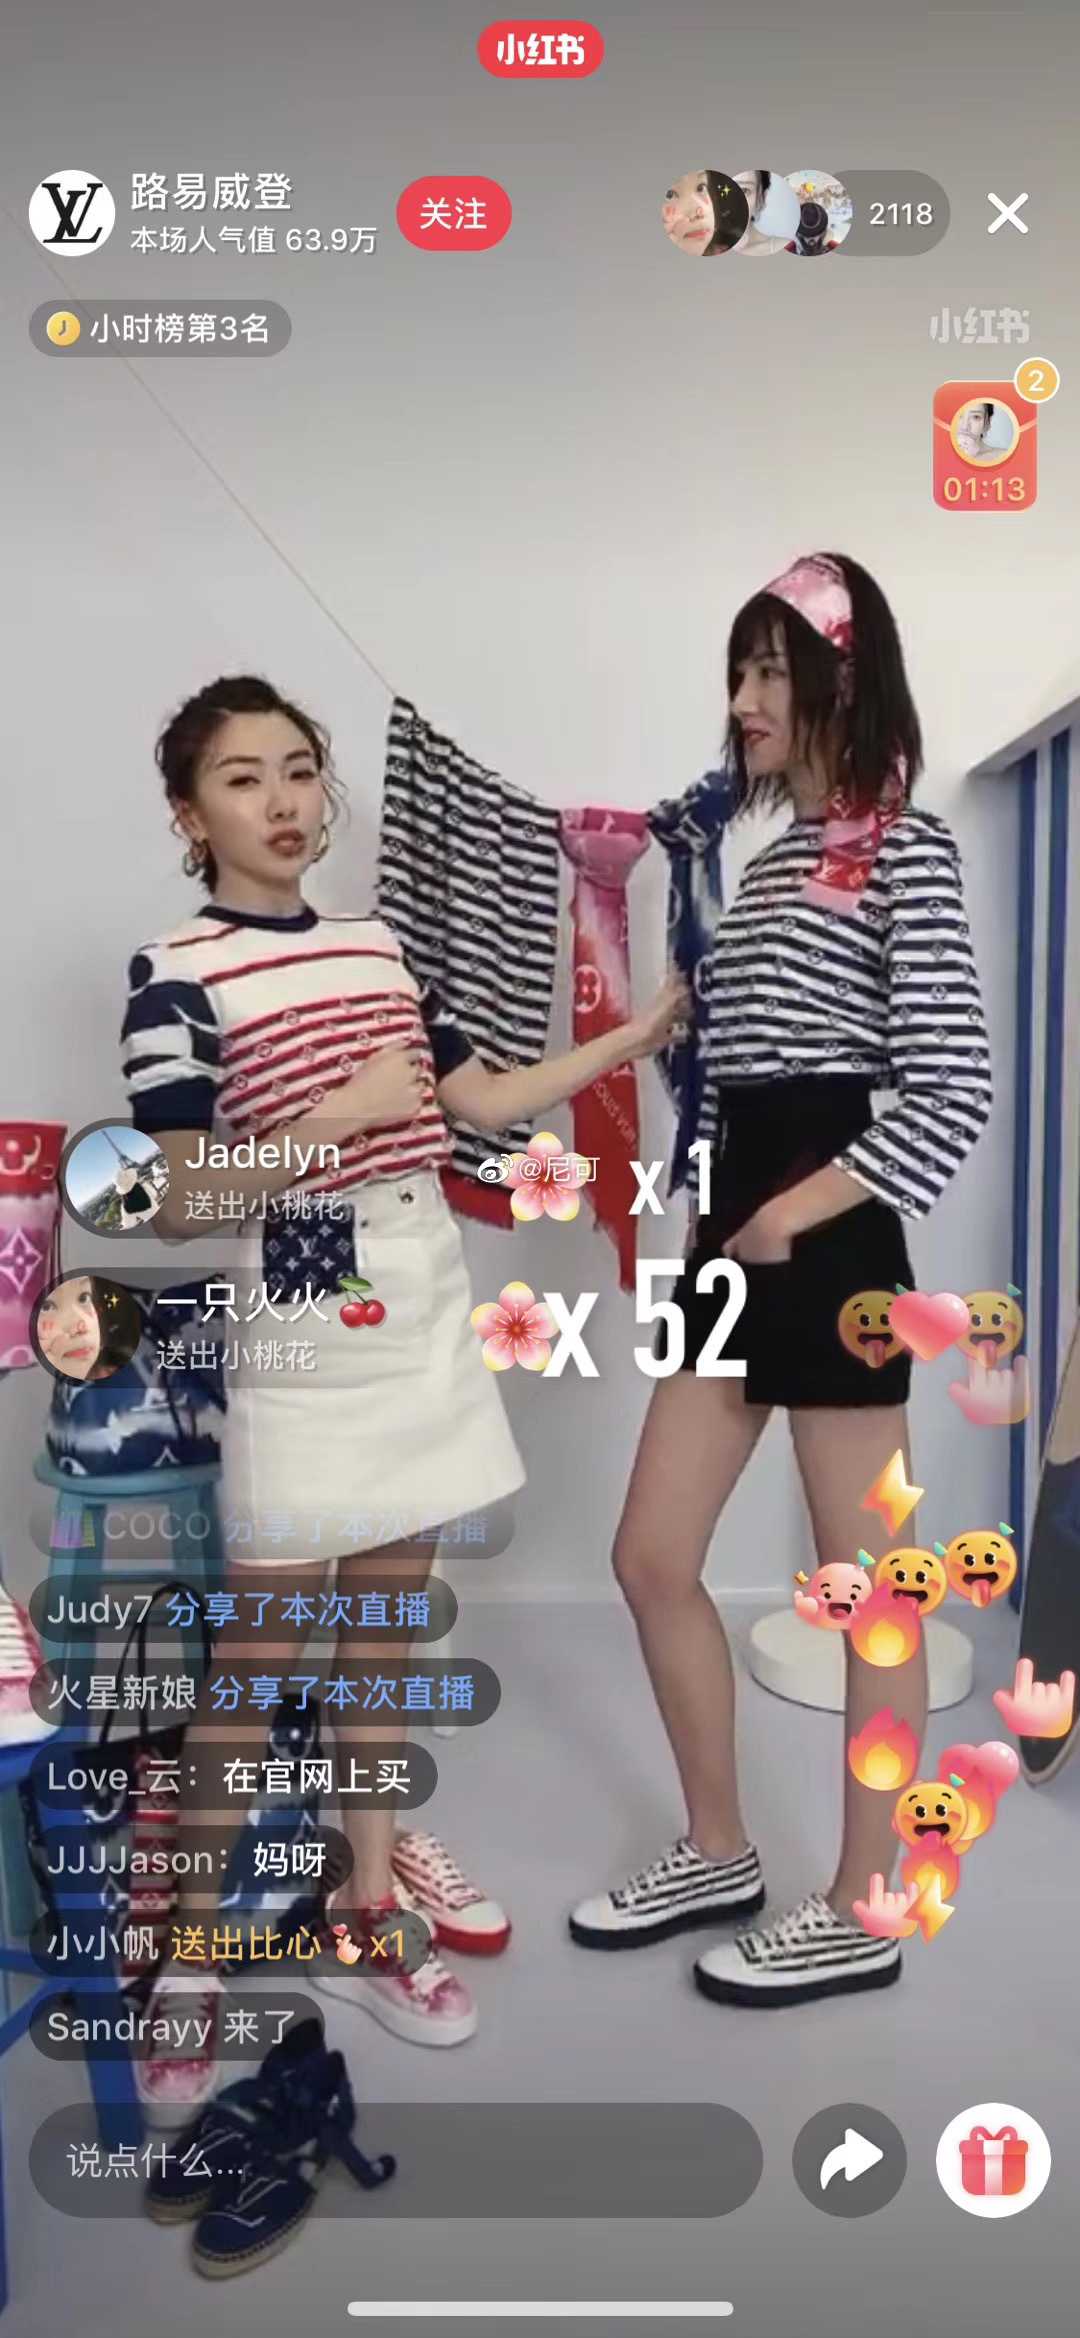 小红书
路易威登
本场人气值 63.9万
关注
2118
小时榜第3名
小红书
2
01:13
Jadelyn
送出小桃花
@尼可
x 1
一只火火
送出小桃花
x 52
COCO 分享了本次直播
Judy7 分享了本次直播
火星新娘 分享了本次直播
Love_云：在官网上买
JJJJason：妈呀
小小帆 送出比心 x1
Sandrayy 来了
说点什么...